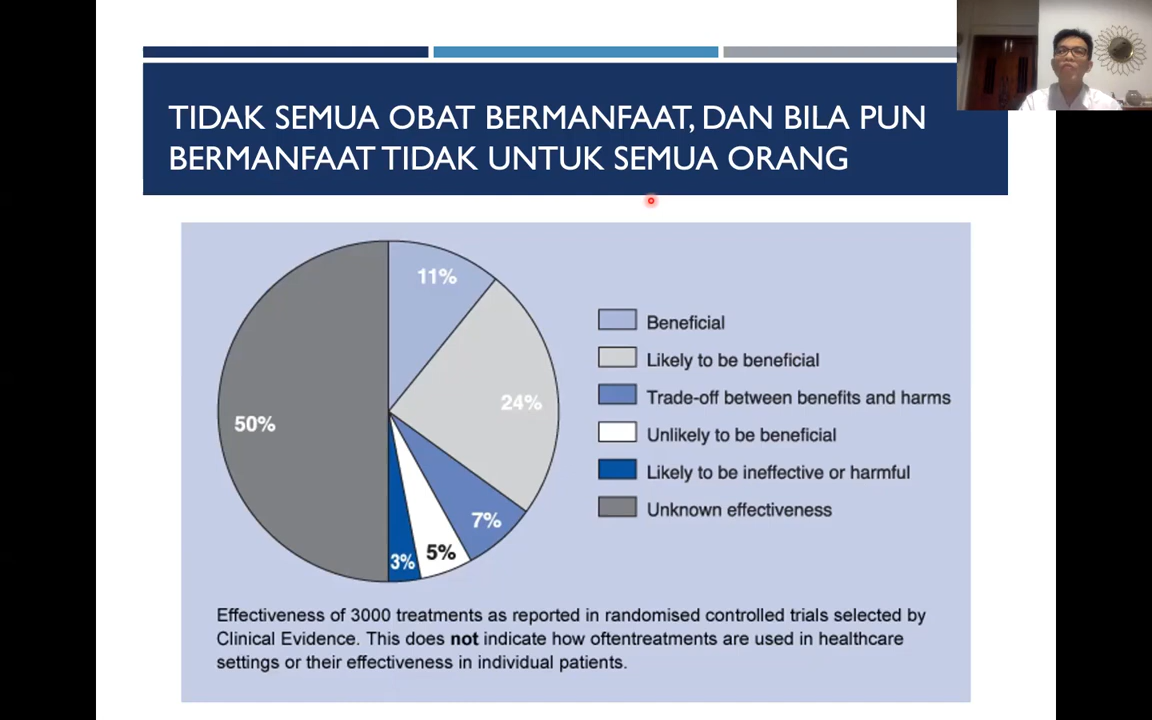 TIDAK SEMUA OBAT BERMANFAAT, DAN BILA PUN
BERMANFAAT TIDAK UNTUK SEMUA ORANG
11%
24%
7%
5%
3%
50%
Beneficial
Likely to be beneficial
Trade-off between benefits and harms
Unlikely to be beneficial
Likely to be ineffective or harmful
Unknown effectiveness
Effectiveness of 3000 treatments as reported in randomised controlled trials selected by
Clinical Evidence. This does not indicate how oftentreatments are used in healthcare
settings or their effectiveness in individual patients.